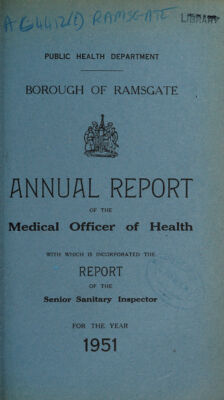 AG4412(E) RAMSGATE
LIBRARY
PUBLIC HEALTH DEPARTMENT
BOROUGH OF RAMSGATE
ANNUAL REPORT
OF THE
Medical Officer of Health
WITH WHICH IS INCORPORATED THE
REPORT
OF THE
Senior Sanitary Inspector
FOR THE YEAR
1951